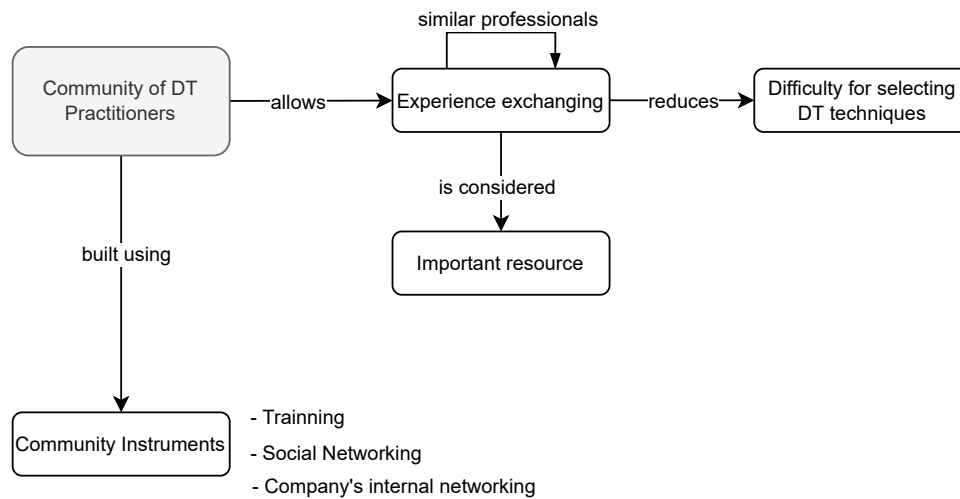 similar professionals
Community of DT
Practitioners
allows
Experience exchanging
reduces
Difficulty for selecting
DT techniques
is considered
built using
Important resource
Community Instruments
- Trainning
- Social Networking
- Company's internal networking